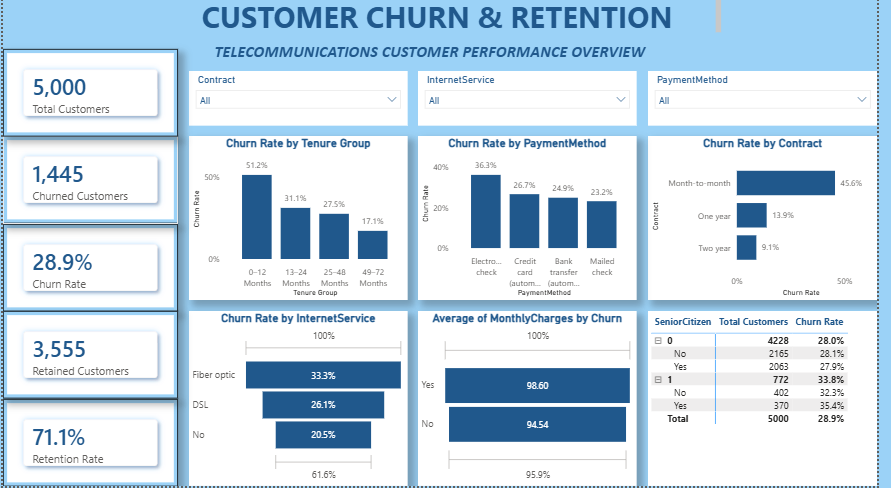 CUSTOMER CHURN & RETENTION
TELECOMMUNICATIONS CUSTOMER PERFORMANCE OVERVIEW
5,000
Total Customers
1,445
Churned Customers
28.9%
Churn Rate
3,555
Retained Customers
71.1%
Retention Rate
Contract
All
InternetService
All
PaymentMethod
All
Churn Rate by Tenure Group
Churn Rate
50%
0%
51.2%
31.1%
27.5%
17.1%
0–12 Months
13–24 Months
25–48 Months
49–72 Months
Tenure Group
Churn Rate by PaymentMethod
Churn Rate
40%
20%
0%
36.3%
26.7%
24.9%
23.2%
Electro... check
Credit card (autom...
Bank transfer (autom...
Mailed check
PaymentMethod
Churn Rate by Contract
Contract
Month-to-month 45.6%
One year 13.9%
Two year 9.1%
0% 50%
Churn Rate
Churn Rate by InternetService
100%
Fiber optic 33.3%
DSL 26.1%
No 20.5%
61.6%
Average of MonthlyCharges by Churn
100%
Yes 98.60
No 94.54
95.9%
SeniorCitizen Total Customers Churn Rate
0 4228 28.0%
No 2165 28.1%
Yes 2063 27.9%
1 772 33.8%
No 402 32.3%
Yes 370 35.4%
Total 5000 28.9%